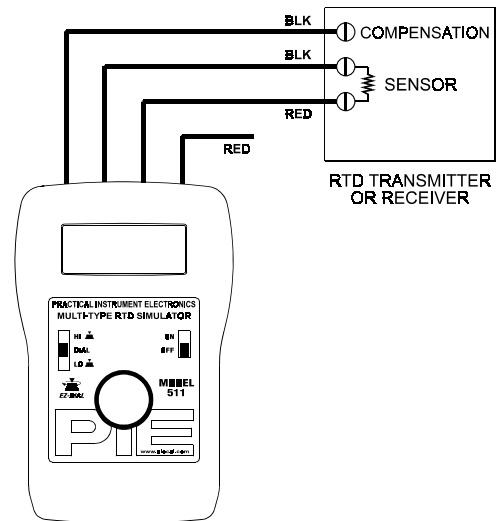 BLK
COMPENSATION
BLK
SENSOR
RED
RED
RTD TRANSMITTER
OR RECEIVER
PRACTICAL INSTRUMENT ELECTRONICS
MULTI-TYPE RTD SIMULATOR
HI
DIAL
LO
OFF
EZ-DIAL
MODEL
511
PIE
www.piecal.com